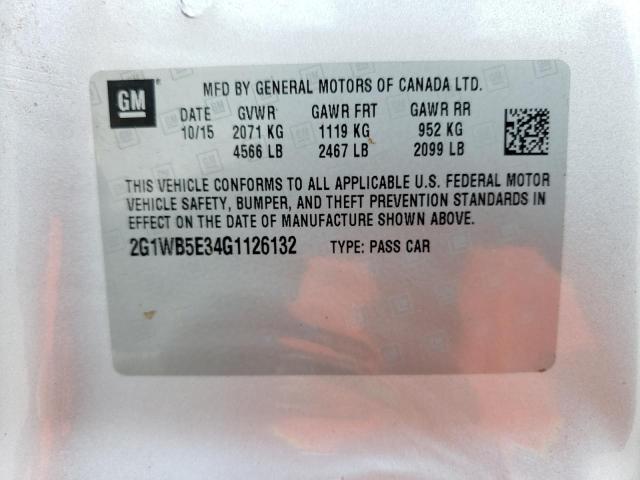 GM
MFD BY GENERAL MOTORS OF CANADA LTD.
DATE GVWR GAWR FRT GAWR RR
10/15 2071 KG 1119 KG 952 KG
4566 LB 2467 LB 2099 LB
THIS VEHICLE CONFORMS TO ALL APPLICABLE U.S. FEDERAL MOTOR
VEHICLE SAFETY, BUMPER, AND THEFT PREVENTION STANDARDS IN
EFFECT ON THE DATE OF MANUFACTURE SHOWN ABOVE.
2G1WB5E34G1126132 TYPE: PASS CAR